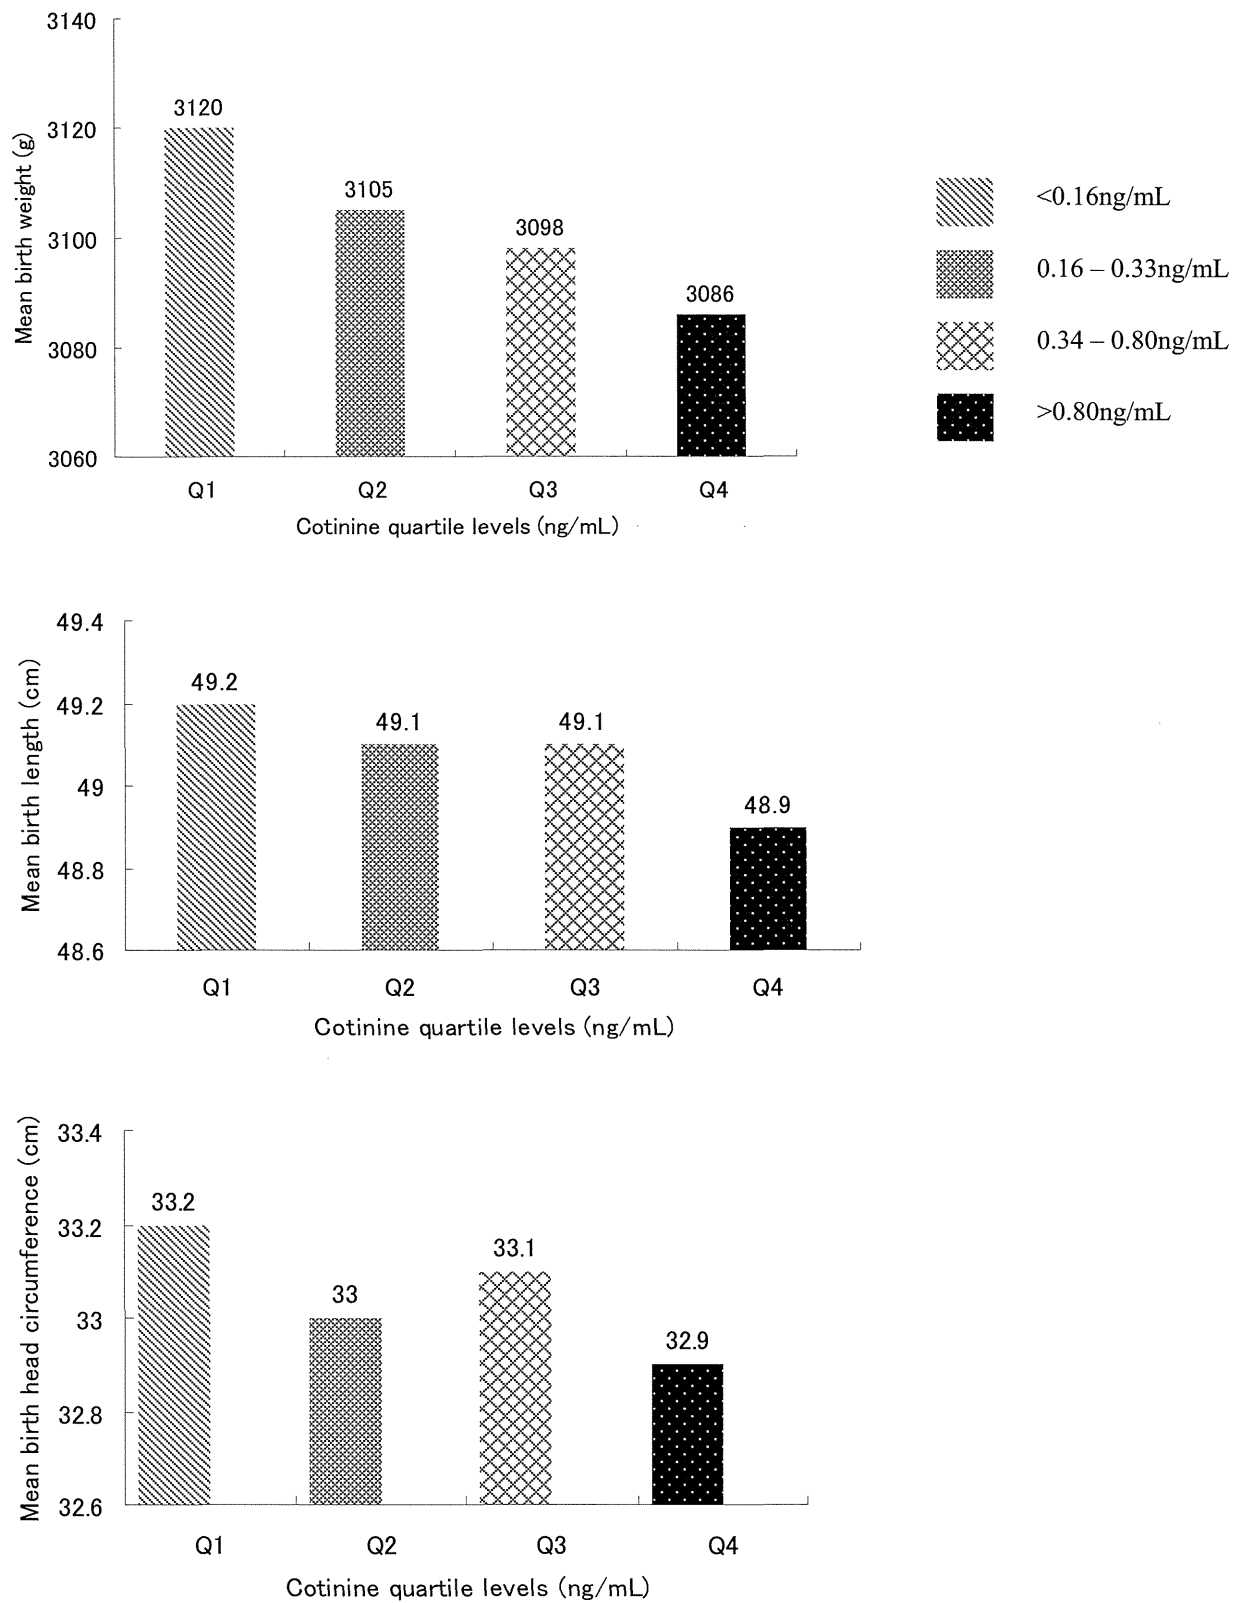 Mean birth weight (g)
3140
3120
3100
3080
3060
3120
3105
3098
3086
Q1 Q2 Q3 Q4
Cotinine quartile levels (ng/mL)
<0.16ng/mL
0.16 – 0.33ng/mL
0.34 – 0.80ng/mL
>0.80ng/mL
Mean birth length (cm)
49.4
49.2
49
48.8
48.6
49.2
49.1
49.1
48.9
Q1 Q2 Q3 Q4
Cotinine quartile levels (ng/mL)
Mean birth head circumference (cm)
33.4
33.2
33
32.8
32.6
33.2
33
33.1
32.9
Q1 Q2 Q3 Q4
Cotinine quartile levels (ng/mL)